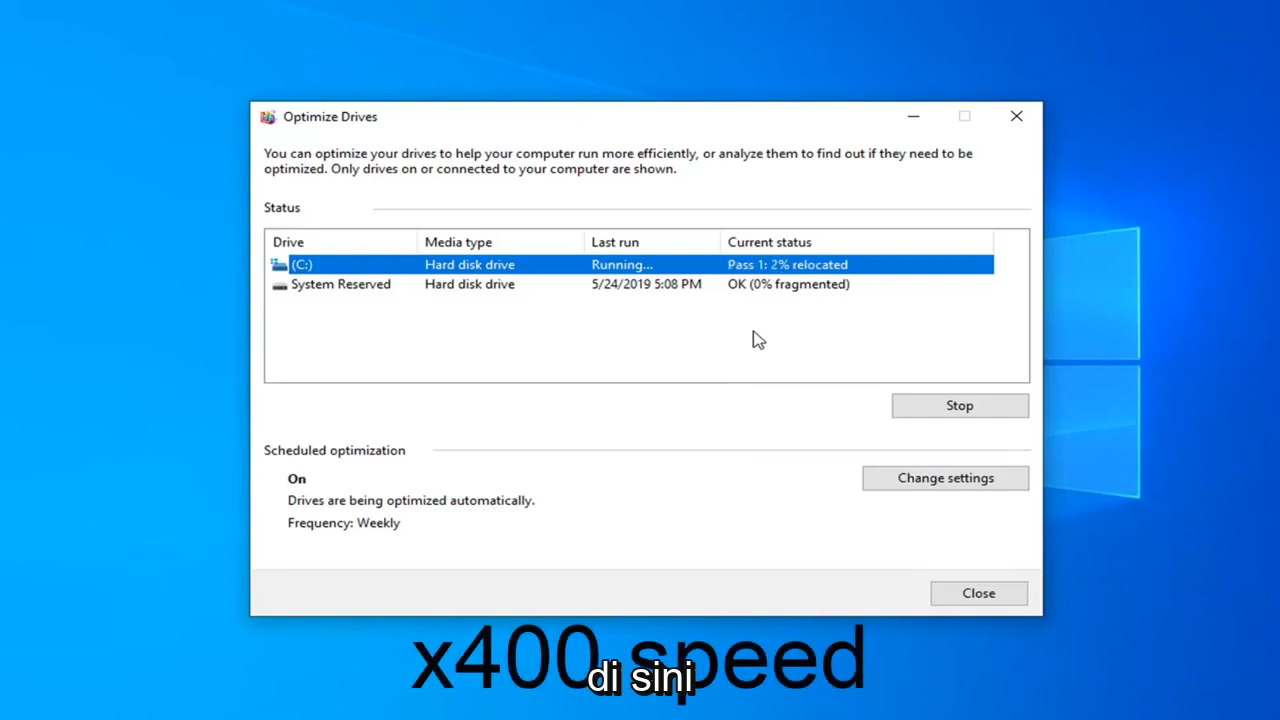 Optimize Drives
You can optimize your drives to help your computer run more efficiently, or analyze them to find out if they need to be
optimized. Only drives on or connected to your computer are shown.
Status
Drive Media type Last run Current status
(C:) Hard disk drive Running... Pass 1: 2% relocated
System Reserved Hard disk drive 5/24/2019 5:08 PM OK (0% fragmented)
Stop
Scheduled optimization
On
Change settings
Drives are being optimized automatically.
Frequency: Weekly
Close
x400 speed
di sini